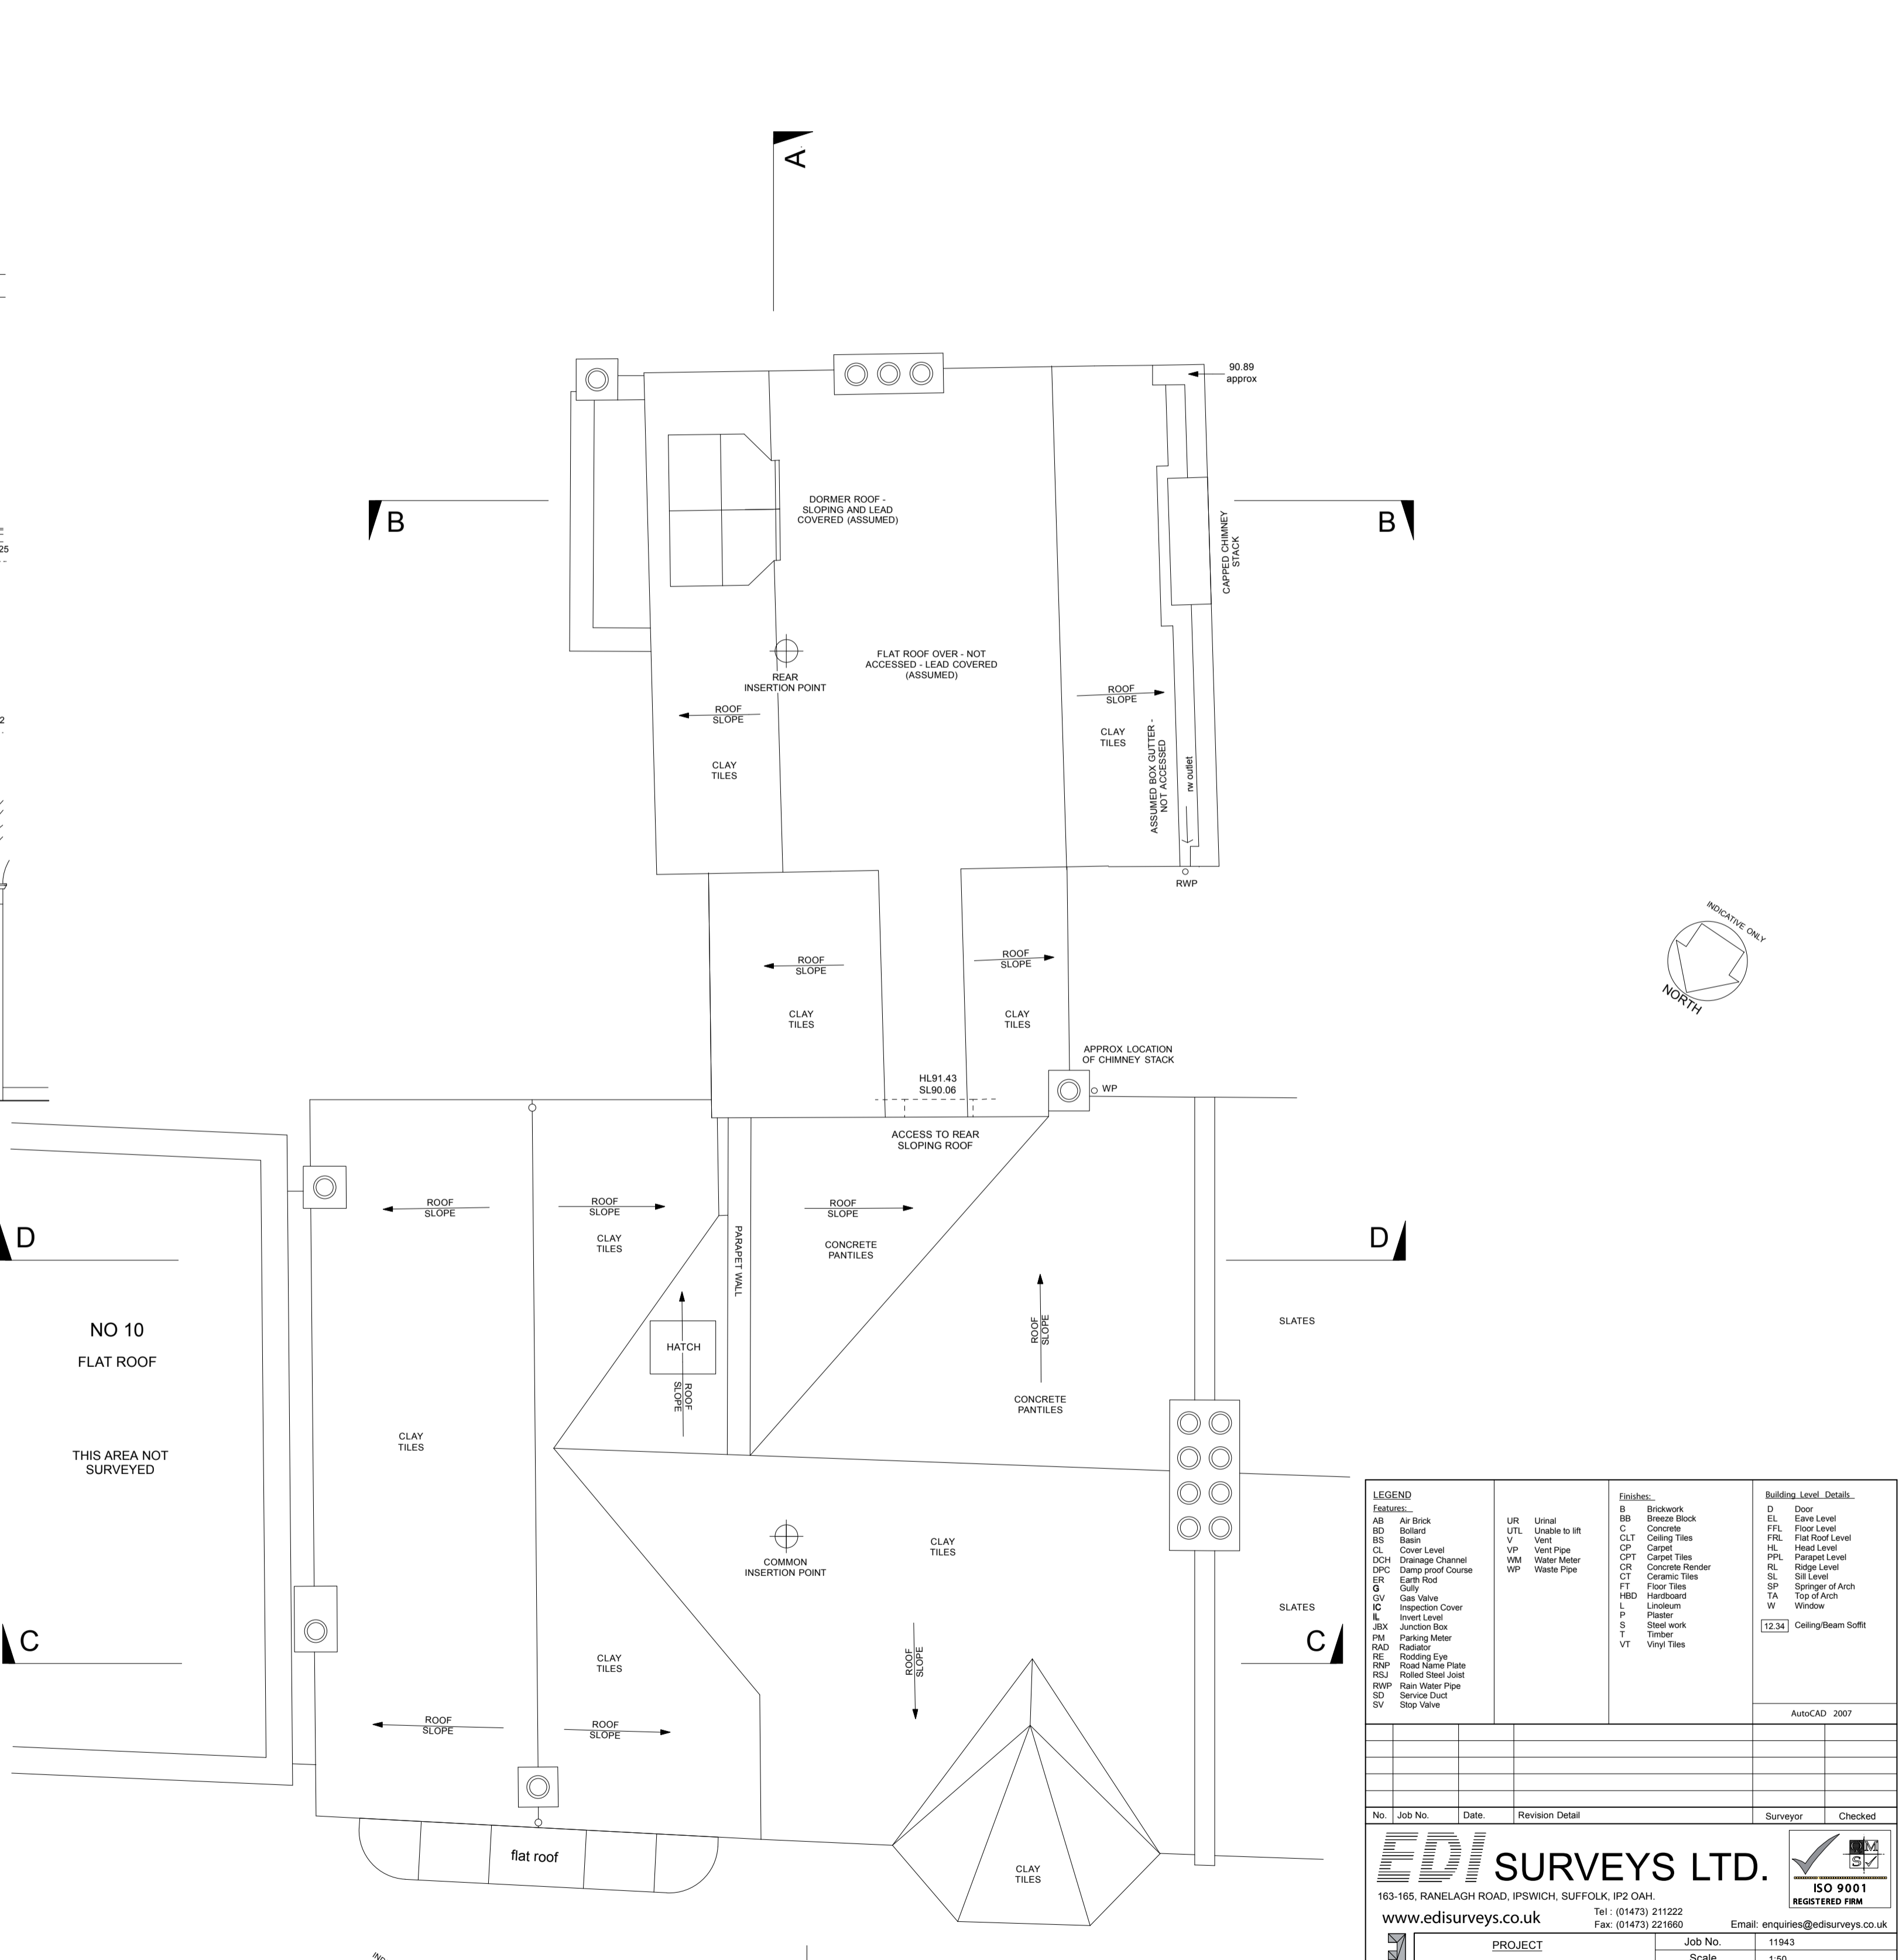 A
90.89
approx
B
DORMER ROOF -
SLOPING AND LEAD
COVERED (ASSUMED)
CAPPED CHIMNEY
STACK
B
25
REAR
INSERTION POINT
FLAT ROOF OVER - NOT
ACCESSED - LEAD COVERED
(ASSUMED)
ROOF
SLOPE
ROOF
SLOPE
2
CLAY
TILES
CLAY
TILES
ASSUMED BOX GUTTER -
NOT ACCESSED
rw outlet
RWP
INDICATIVE ONLY
NORTH
ROOF
SLOPE
ROOF
SLOPE
CLAY
TILES
CLAY
TILES
APPROX LOCATION
OF CHIMNEY STACK
HL91.43
SL90.06
WP
ACCESS TO REAR
SLOPING ROOF
D
ROOF
SLOPE
ROOF
SLOPE
ROOF
SLOPE
CLAY
TILES
PARAPET WALL
CONCRETE
PANTILES
D
NO 10
FLAT ROOF
HATCH
ROOF
SLOPE
ROOF
SLOPE
SLATES
CONCRETE
PANTILES
THIS AREA NOT
SURVEYED
CLAY
TILES
COMMON
INSERTION POINT
CLAY
TILES
SLATES
C
CLAY
TILES
ROOF
SLOPE
C
ROOF
SLOPE
ROOF
SLOPE
flat roof
CLAY
TILES
LEGEND
Features:
AB Air Brick
BD Bollard
BS Basin
CL Cover Level
DCH Drainage Channel
DPC Damp proof Course
ER Earth Rod
G Gully
GV Gas Valve
IC Inspection Cover
IL Invert Level
JBX Junction Box
PM Parking Meter
RAD Radiator
RE Rodding Eye
RNP Road Name Plate
RSJ Rolled Steel Joist
RWP Rain Water Pipe
SD Service Duct
SV Stop Valve
UR Urinal
UTL Unable to lift
V Vent
VP Vent Pipe
WM Water Meter
WP Waste Pipe
Finishes:
B Brickwork
BB Breeze Block
C Concrete
CLT Ceiling Tiles
CP Carpet
CPT Carpet Tiles
CR Concrete Render
CT Ceramic Tiles
FT Floor Tiles
HBD Hardboard
L Linoleum
P Plaster
S Steel work
T Timber
VT Vinyl Tiles
Building Level Details
D Door
EL Eave Level
FFL Floor Level
FRL Flat Roof Level
HL Head Level
PPL Parapet Level
RL Ridge Level
SL Sill Level
SP Springer of Arch
TA Top of Arch
W Window
12.34 Ceiling/Beam Soffit
AutoCAD 2007
No. Job No. Date. Revision Detail Surveyor Checked
EDI SURVEYS LTD.
ISO 9001
REGISTERED FIRM
163-165, RANELAGH ROAD, IPSWICH, SUFFOLK, IP2 OAH.
www.edisurveys.co.uk
Tel : (01473) 211222
Fax: (01473) 221660
Email: enquiries@edisurveys.co.uk
PROJECT
Job No. 11943
Scale 1:50